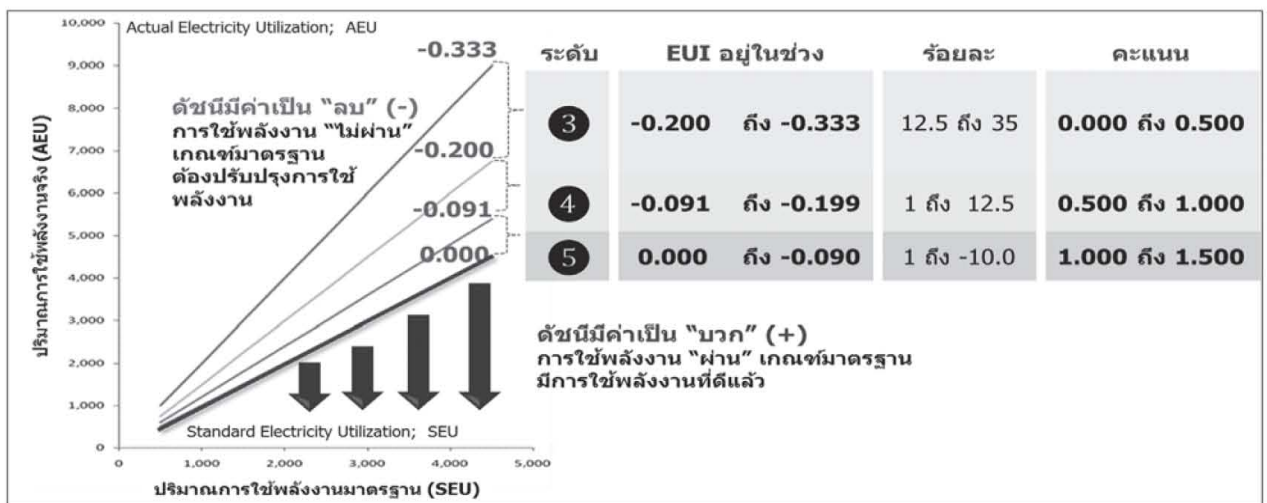 Actual Electricity Utilization; AEU
ปริมาณการใช้พลังงานจริง (AEU)
10,000
9,000
8,000
7,000
6,000
5,000
4,000
3,000
2,000
1,000
0
0 1,000 2,000 3,000 4,000 5,000
-0.333
-0.200
-0.091
0.000
ดัชนีมีค่าเป็น “ลบ” (-)
การใช้พลังงาน “ไม่ผ่าน”
เกณฑ์มาตรฐาน
ต้องปรับปรุงการใช้
พลังงาน
Standard Electricity Utilization; SEU
ปริมาณการใช้พลังงานมาตรฐาน (SEU)
ระดับ EUI อยู่ในช่วง ร้อยละ คะแนน
3 -0.200 ถึง -0.333 12.5 ถึง 35 0.000 ถึง 0.500
4 -0.091 ถึง -0.199 1 ถึง 12.5 0.500 ถึง 1.000
5 0.000 ถึง -0.090 1 ถึง -10.0 1.000 ถึง 1.500
ดัชนีมีค่าเป็น “บวก” (+)
การใช้พลังงาน “ผ่าน” เกณฑ์มาตรฐาน
มีการใช้พลังงานที่ดีแล้ว